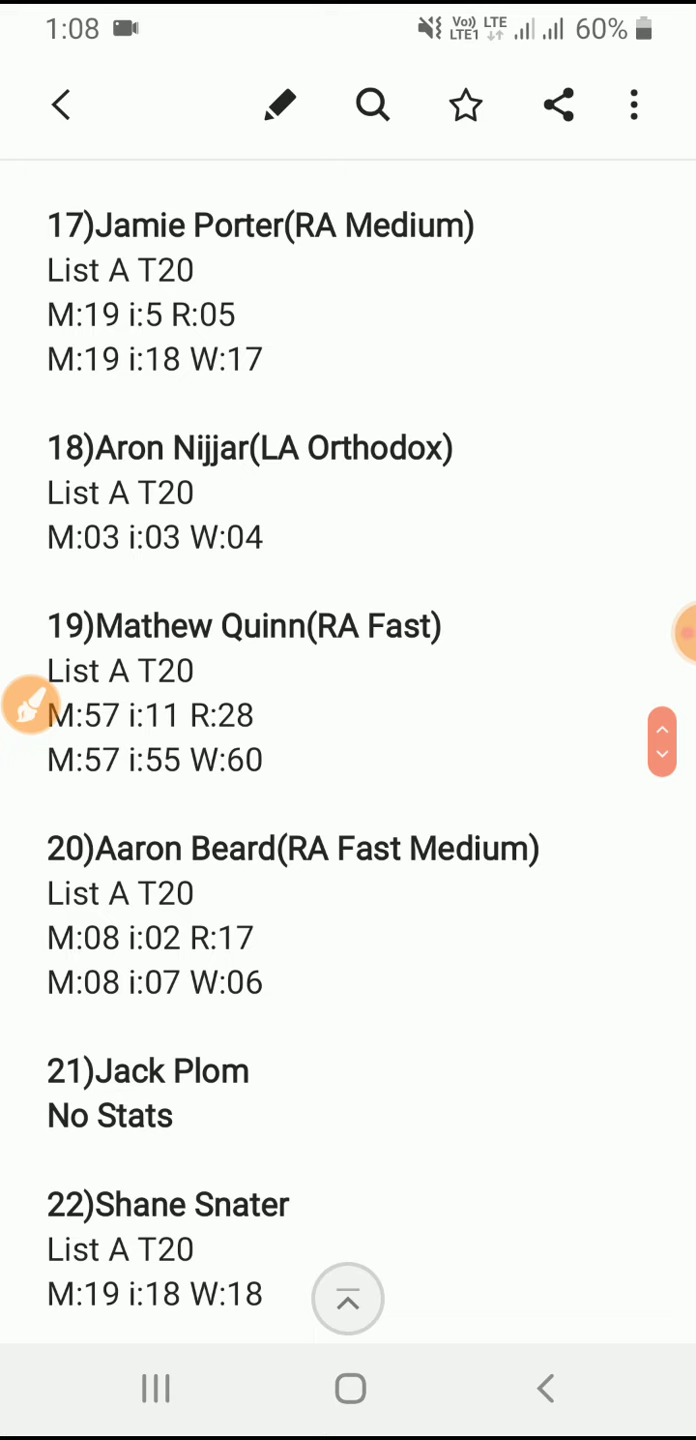 1:08
Vo)) LTE
LTE1
60%
17)Jamie Porter(RA Medium)
List A T20
M:19 i:5 R:05
M:19 i:18 W:17
18)Aron Nijjar(LA Orthodox)
List A T20
M:03 i:03 W:04
19)Mathew Quinn(RA Fast)
List A T20
M:57 i:11 R:28
M:57 i:55 W:60
20)Aaron Beard(RA Fast Medium)
List A T20
M:08 i:02 R:17
M:08 i:07 W:06
21)Jack Plom
No Stats
22)Shane Snater
List A T20
M:19 i:18 W:18